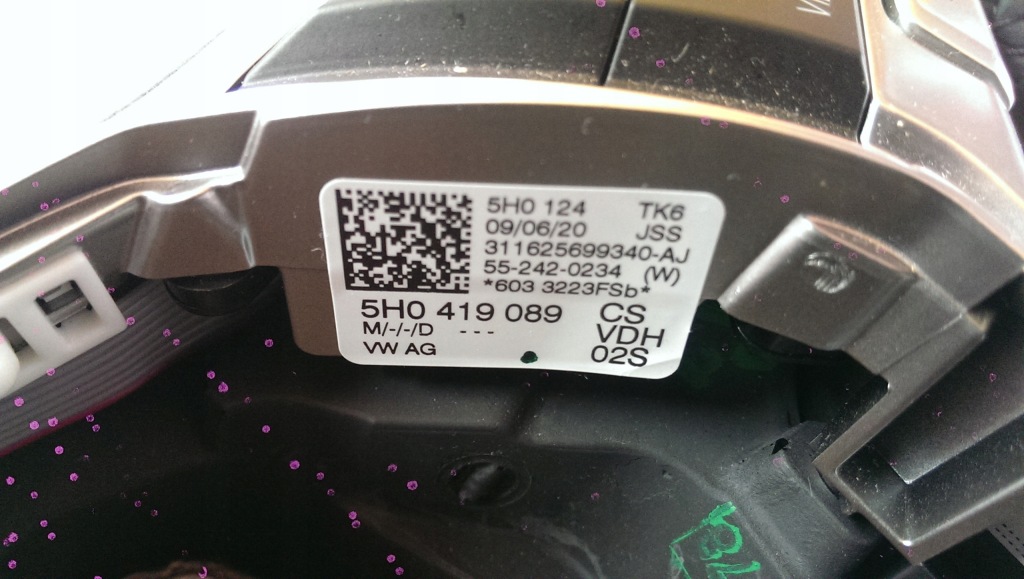 5H0 124 TK6
09/06/20 JSS
311625699340-AJ
55-242-0234 (W)
*603 3223FSb*
5H0 419 089 CS
M/-/-/D --- VDH
VW AG 02S